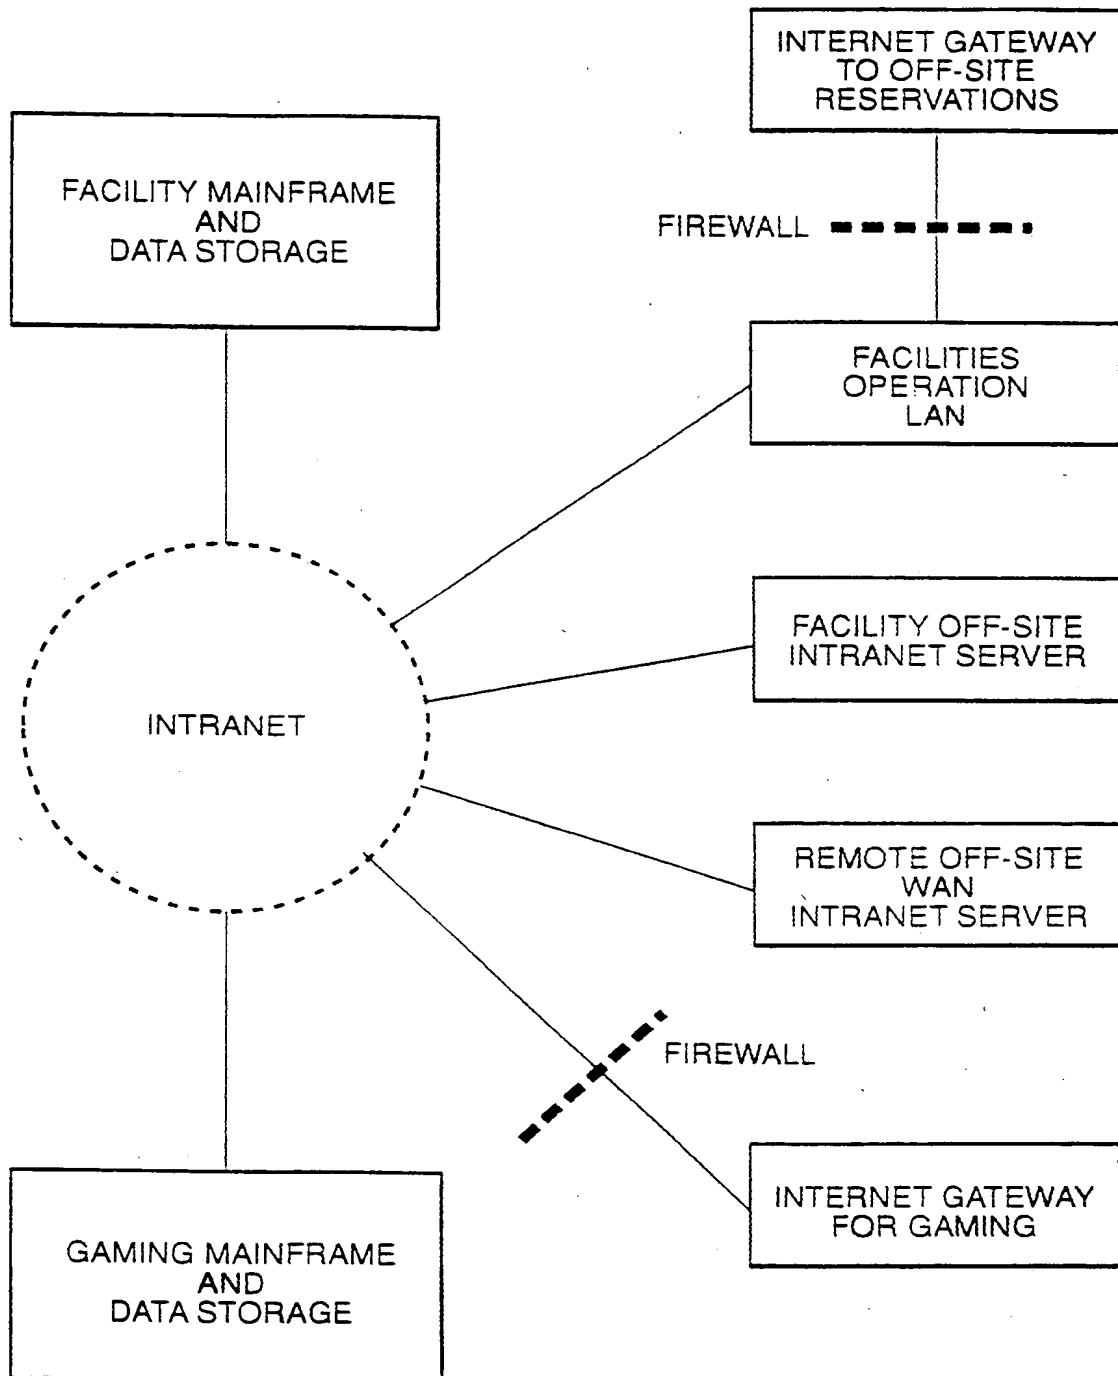 INTERNET GATEWAY
TO OFF-SITE
RESERVATIONS
FACILITY MAINFRAME
AND
DATA STORAGE
FIREWALL
FACILITIES
OPERATION
LAN
FACILITY OFF-SITE
INTRANET SERVER
INTRANET
REMOTE OFF-SITE
WAN
INTRANET SERVER
FIREWALL
INTERNET GATEWAY
FOR GAMING
GAMING MAINFRAME
AND
DATA STORAGE